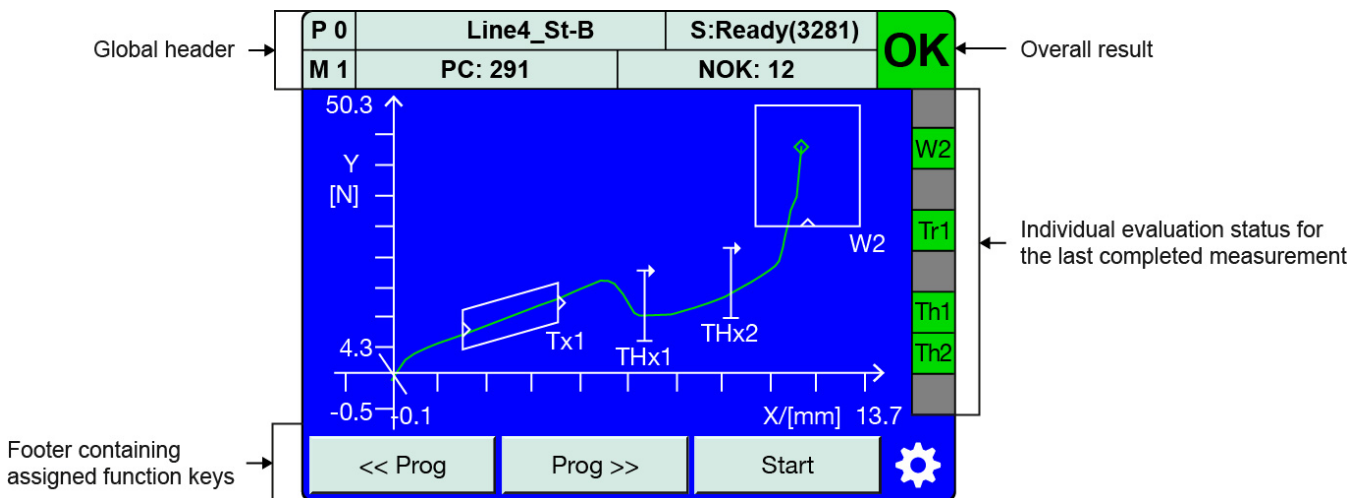 Global header
P 0
Line4_St-B
S:Ready(3281)
OK
Overall result
M 1
PC: 291
NOK: 12
50.3
Y
[N]
W2
W2
Tr1
Individual evaluation status for
the last completed measurement
Tx1
THx1
THx2
Th1
Th2
4.3
-0.5
-0.1
X/[mm]
13.7
Footer containing
assigned function keys
<< Prog
Prog >>
Start